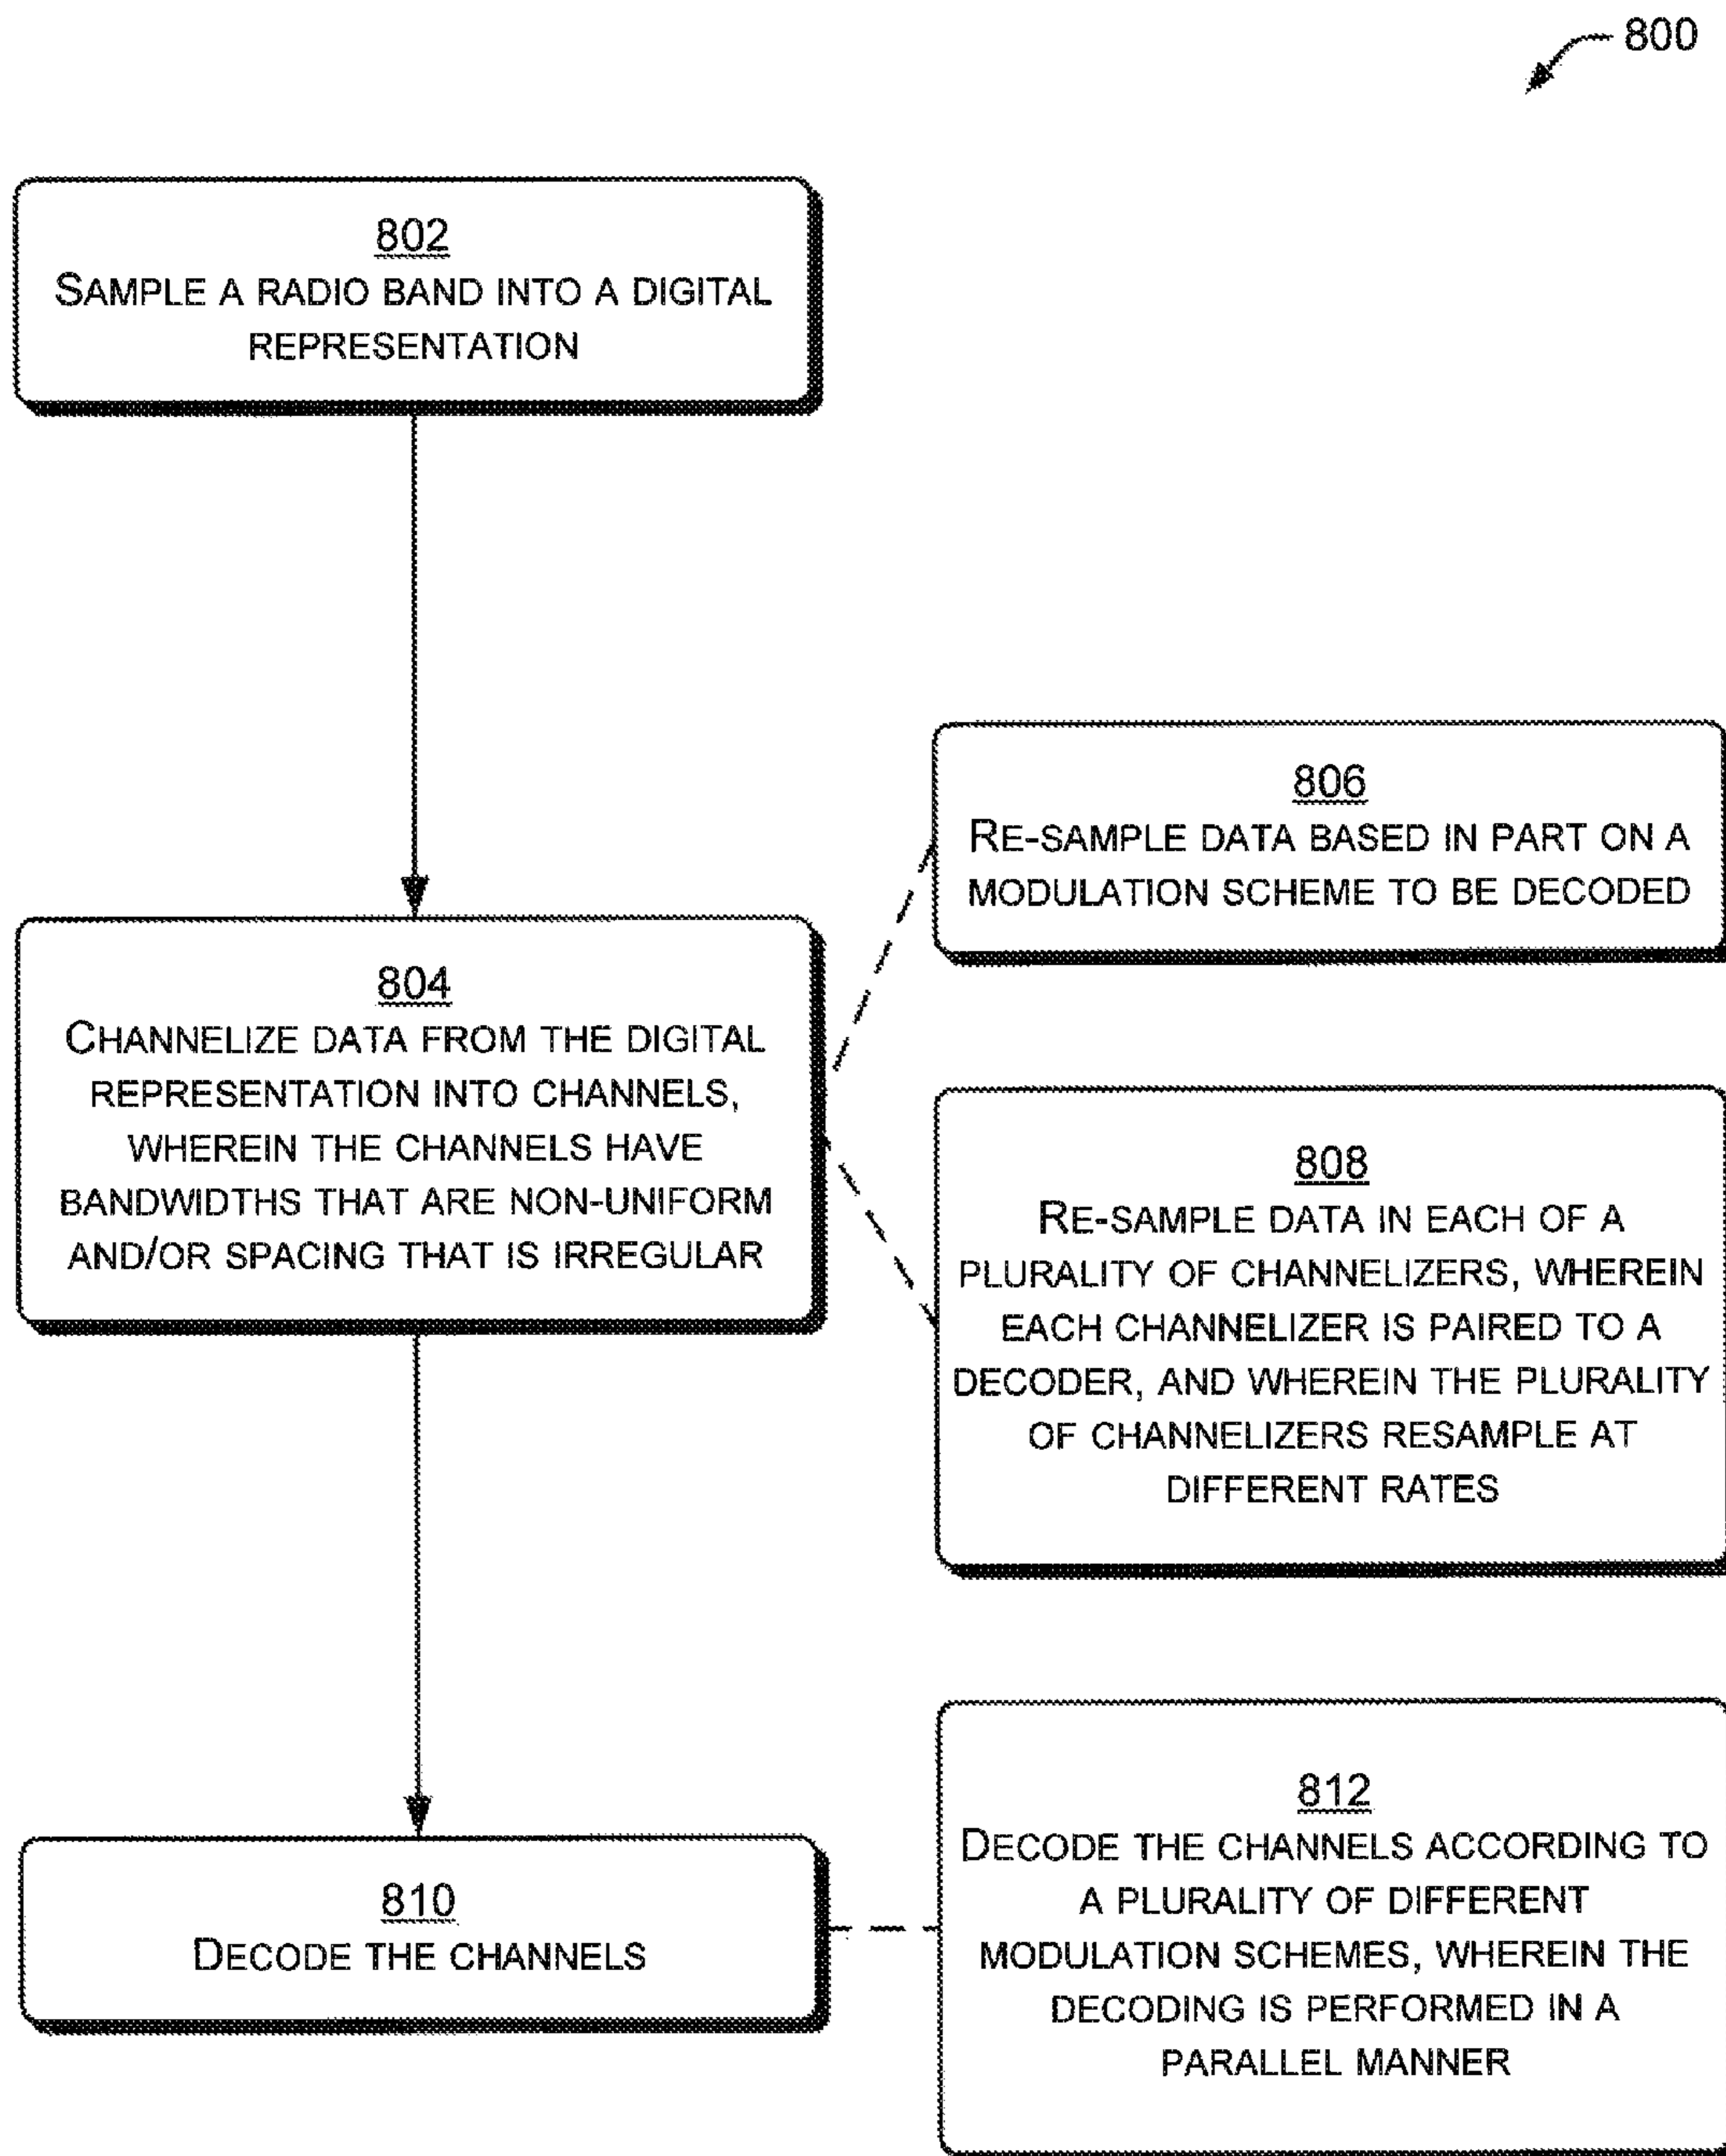 800
802
SAMPLE A RADIO BAND INTO A DIGITAL
REPRESENTATION
804
CHANNELIZE DATA FROM THE DIGITAL
REPRESENTATION INTO CHANNELS,
WHEREIN THE CHANNELS HAVE
BANDWIDTHS THAT ARE NON-UNIFORM
AND/OR SPACING THAT IS IRREGULAR
806
RE-SAMPLE DATA BASED IN PART ON A
MODULATION SCHEME TO BE DECODED
808
RE-SAMPLE DATA IN EACH OF A
PLURALITY OF CHANNELIZERS, WHEREIN
EACH CHANNELIZER IS PAIRED TO A
DECODER, AND WHEREIN THE PLURALITY
OF CHANNELIZERS RESAMPLE AT
DIFFERENT RATES
810
DECODE THE CHANNELS
812
DECODE THE CHANNELS ACCORDING TO
A PLURALITY OF DIFFERENT
MODULATION SCHEMES, WHEREIN THE
DECODING IS PERFORMED IN A
PARALLEL MANNER